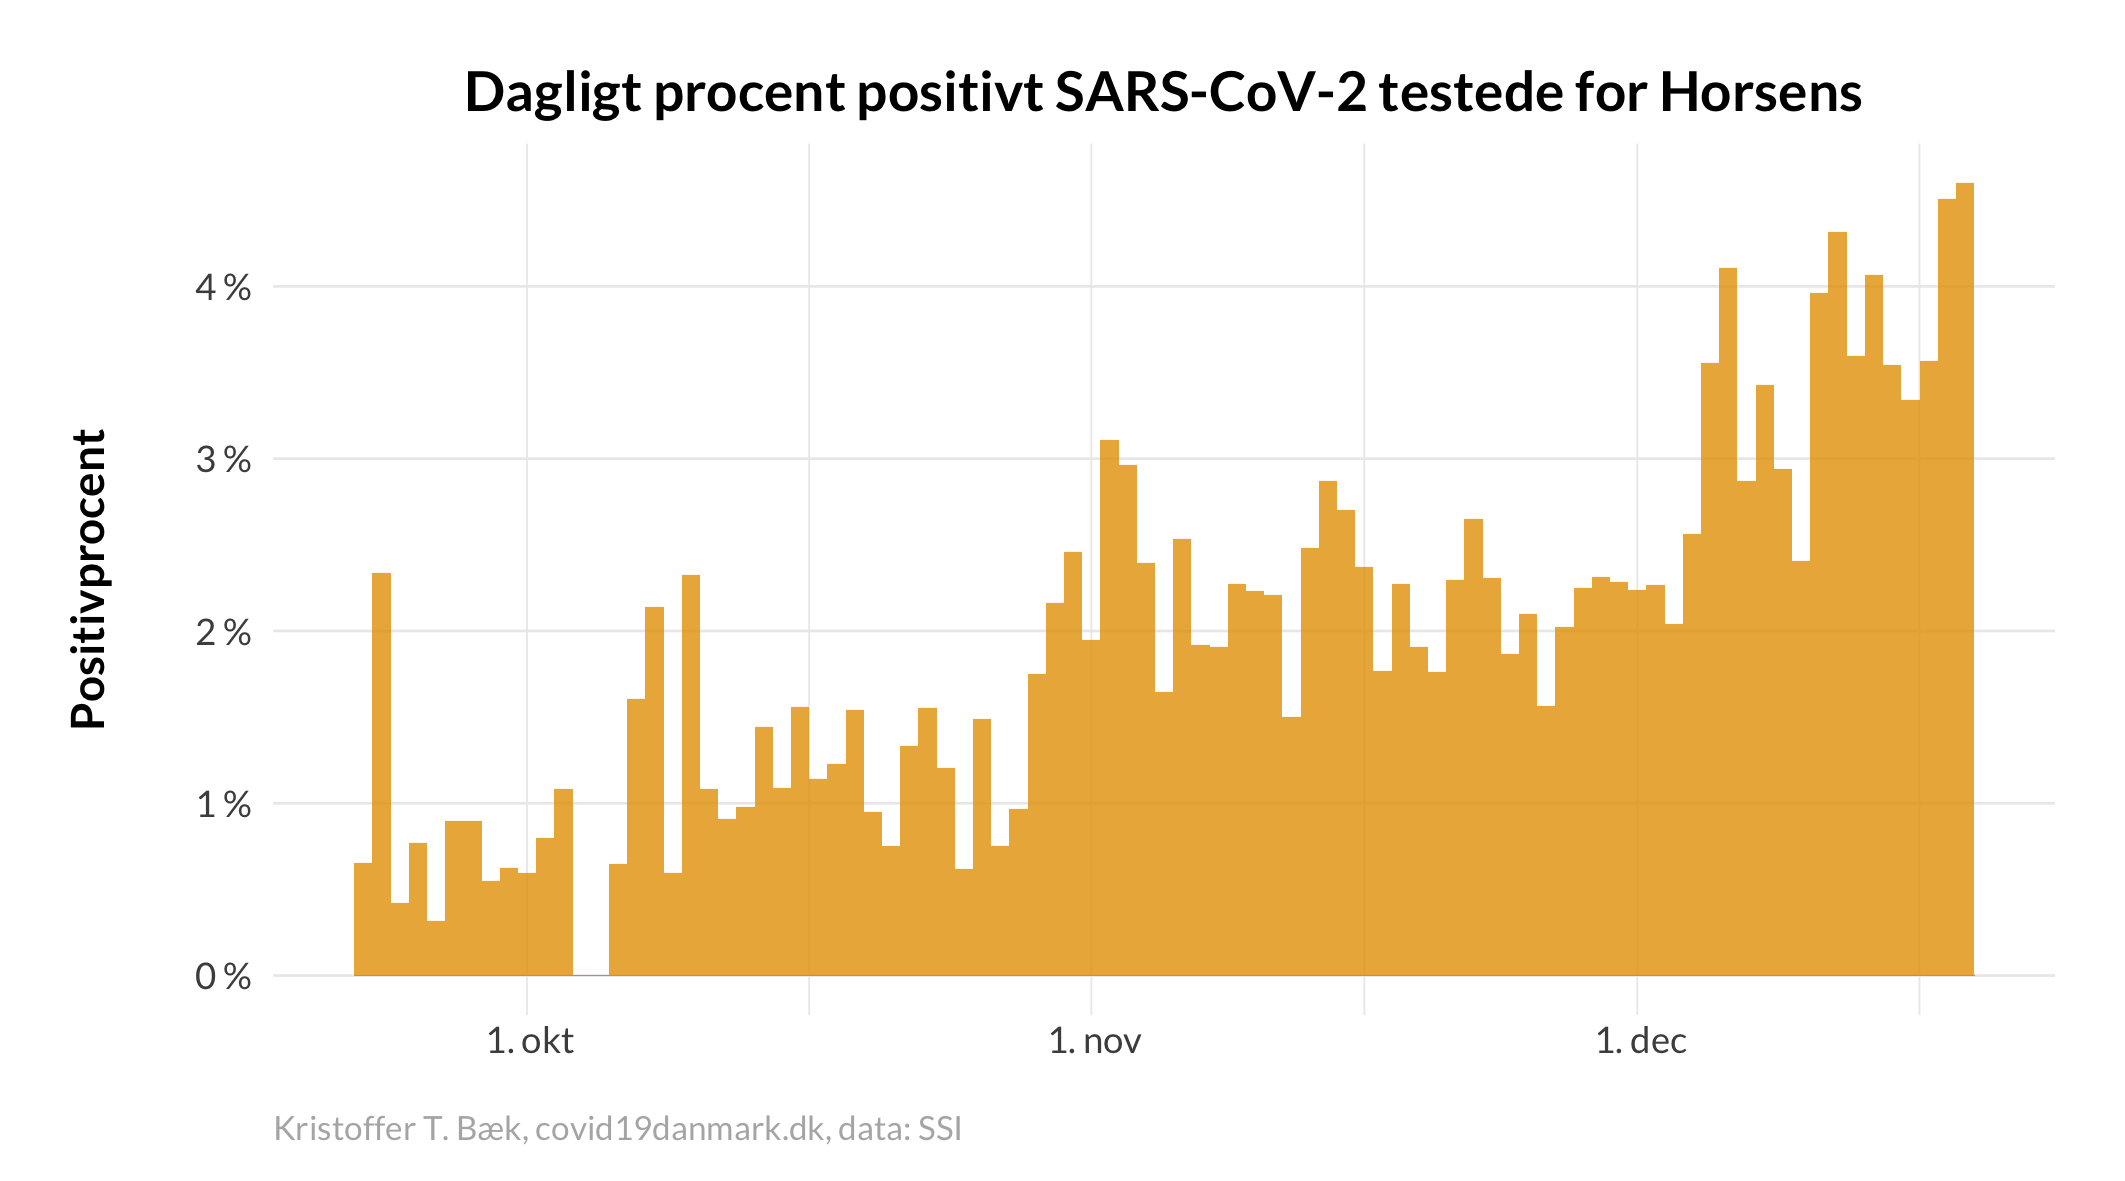 Dagligt procent positivt SARS-CoV-2 testede for Horsens
Positivprocent
4 %
3 %
2 %
1 %
0 %
1. okt
1. nov
1. dec
Kristoffer T. Bæk, covid19danmark.dk, data: SSI